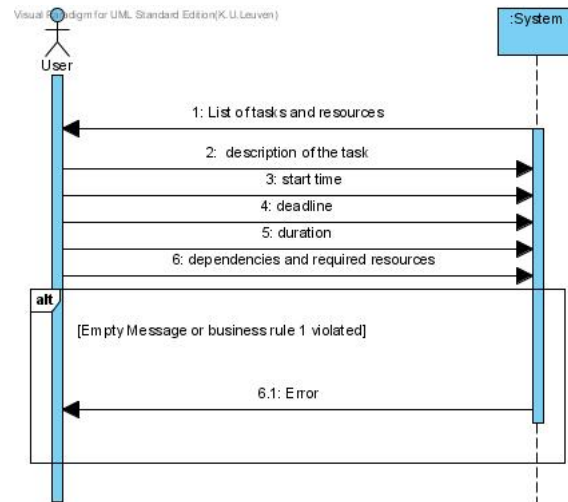 Visual Paradigm for UML Standard Edition(K.U.Leuven)
:System
User
1: List of tasks and resources
2: description of the task
3: start time
4: deadline
5: duration
6: dependencies and required resources
alt
[Empty Message or business rule 1 violated]
6.1: Error